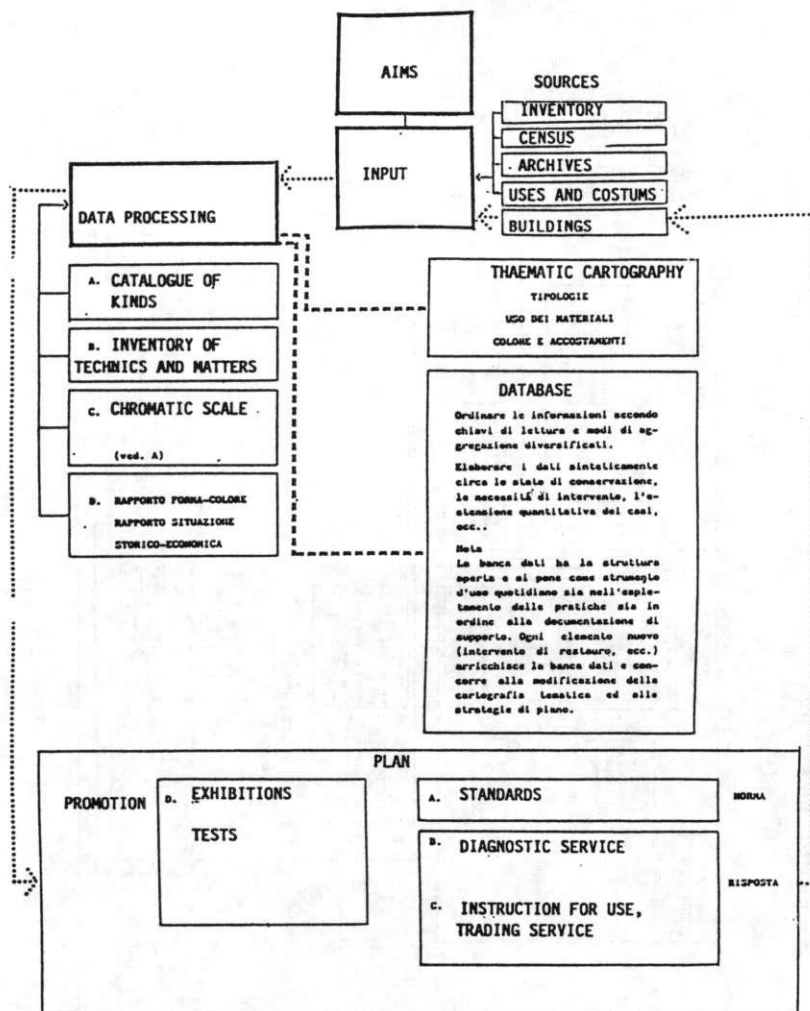 AIMS
SOURCES
INVENTORY
CENSUS
ARCHIVES
USES AND COSTUMS
BUILDINGS
INPUT
DATA PROCESSING
A. CATALOGUE OF
KINDS
B. INVENTORY OF
TECHNICS AND MATTERS
C. CHROMATIC SCALE
(ved. A)
D. RAPPORTO FORMA-COLORE
RAPPORTO SITUAZIONE
STORICO-ECONOMICA
THAEMATIC CARTOGRAPHY
TIPOLOGIE
USO DEI MATERIALI
COLORE E ACCOSTAMENTI
DATABASE
Ordinare le informazioni secondo
chiavi di lettura e modi di ag-
gregazione diversificati.
Elaborare i dati sinteticamente
circa lo stato di conservazione,
le necessità di intervento, l'e-
stensione quantitativa dei casi,
ecc..
Nota
La banca dati ha la struttura
aperta e si pone come strumento
d'uso quotidiano sia nell'esple-
tamento delle pratiche sia in
ordine alla documentazione di
supporto. Ogni elemento nuovo
(intervento di restauro, ecc.)
arricchisce la banca dati e con-
corre alla modificazione della
cartografia tematica ed alle
strategie di piano.
PLAN
PROMOTION
D. EXHIBITIONS
TESTS
A. STANDARDS
NORMA
B. DIAGNOSTIC SERVICE
RISPOSTA
C. INSTRUCTION FOR USE,
TRADING SERVICE